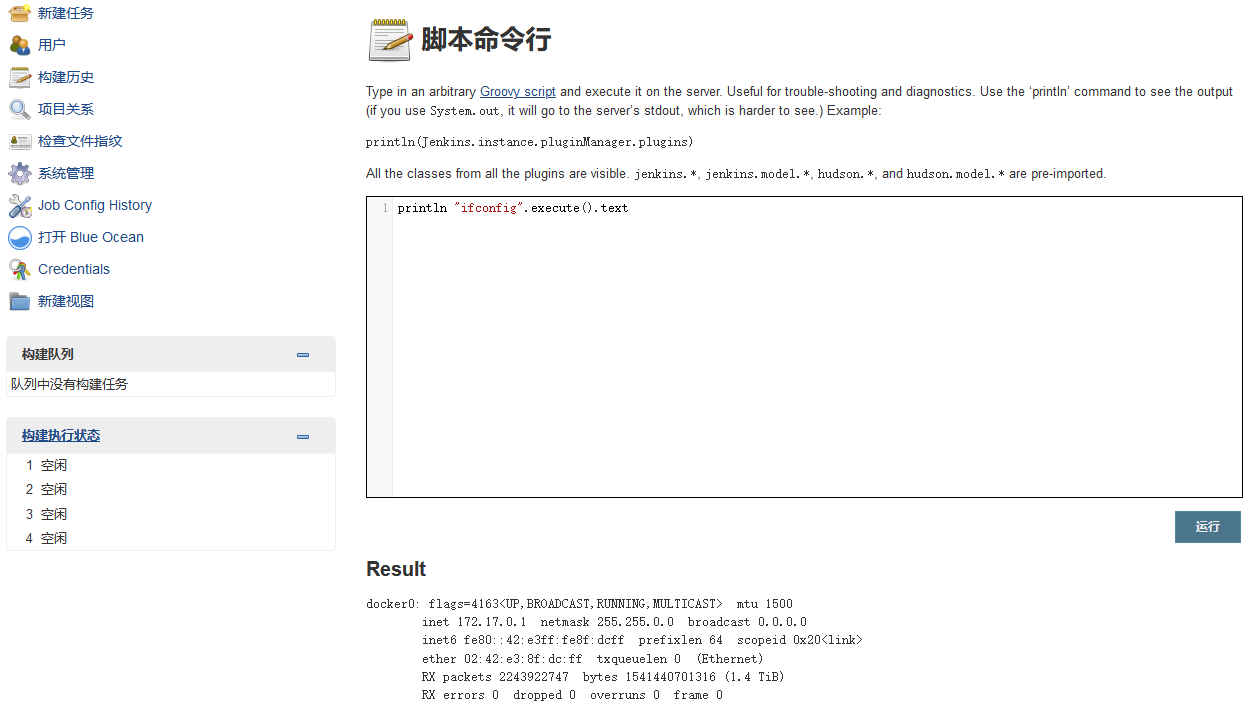 新建任务
用户
构建历史
项目关系
检查文件指纹
系统管理
Job Config History
打开 Blue Ocean
Credentials
新建视图
构建队列
队列中没有构建任务
构建执行状态
1 空闲
2 空闲
3 空闲
4 空闲
脚本命令行
Type in an arbitrary Groovy script and execute it on the server. Useful for trouble-shooting and diagnostics. Use the ‘println’ command to see the output
(if you use System.out, it will go to the server’s stdout, which is harder to see.) Example:
println(Jenkins.instance.pluginManager.plugins)
All the classes from all the plugins are visible. jenkins.*, jenkins.model.*, hudson.*, and hudson.model.* are pre-imported.
1 println "ifconfig".execute().text
运行
Result
docker0: flags=4163<UP,BROADCAST,RUNNING,MULTICAST>  mtu 1500
inet 172.17.0.1  netmask 255.255.0.0  broadcast 0.0.0.0
inet6 fe80::42:e3ff:fe8f:dcff  prefixlen 64  scopeid 0x20<link>
ether 02:42:e3:8f:dc:ff  txqueuelen 0  (Ethernet)
RX packets 2243922747  bytes 1541440701316 (1.4 TiB)
RX errors 0  dropped 0  overruns 0  frame 0